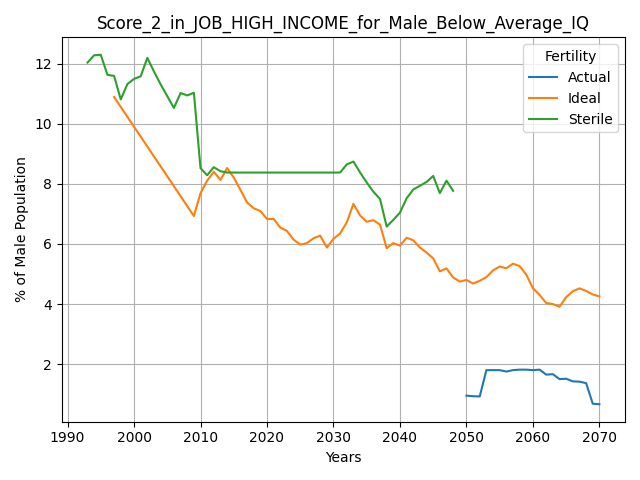 Score_2_in_JOB_HIGH_INCOME_for_Male_Below_Average_IQ
% of Male Population
12
10
8
6
4
2
Fertility
Actual
Ideal
Sterile
1990 2000 2010 2020 2030 2040 2050 2060 2070
Years